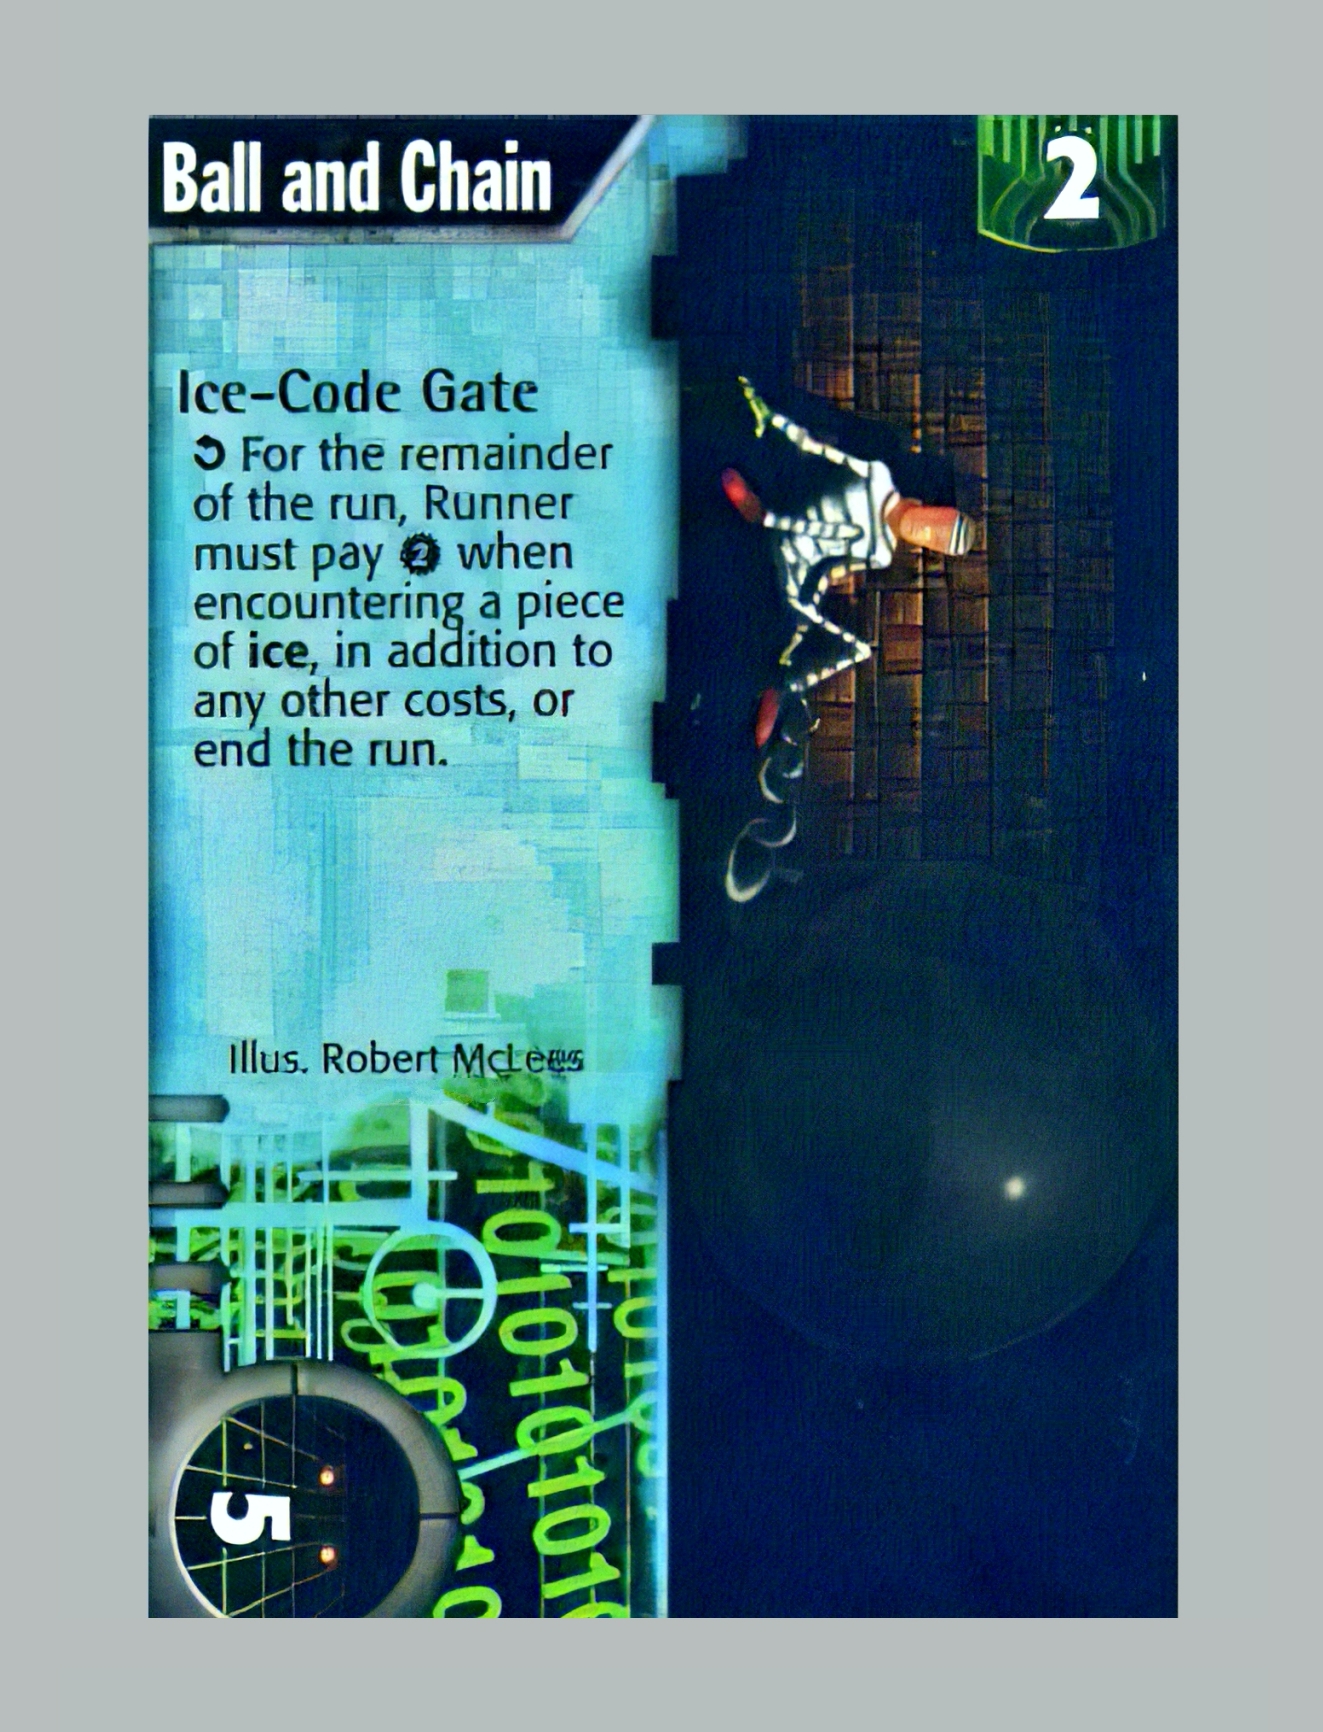 Ball and Chain
2
Ice-Code Gate
For the remainder
of the run, Runner
must pay 2 when
encountering a piece
of ice, in addition to
any other costs, or
end the run.
Illus. Robert McLees
5